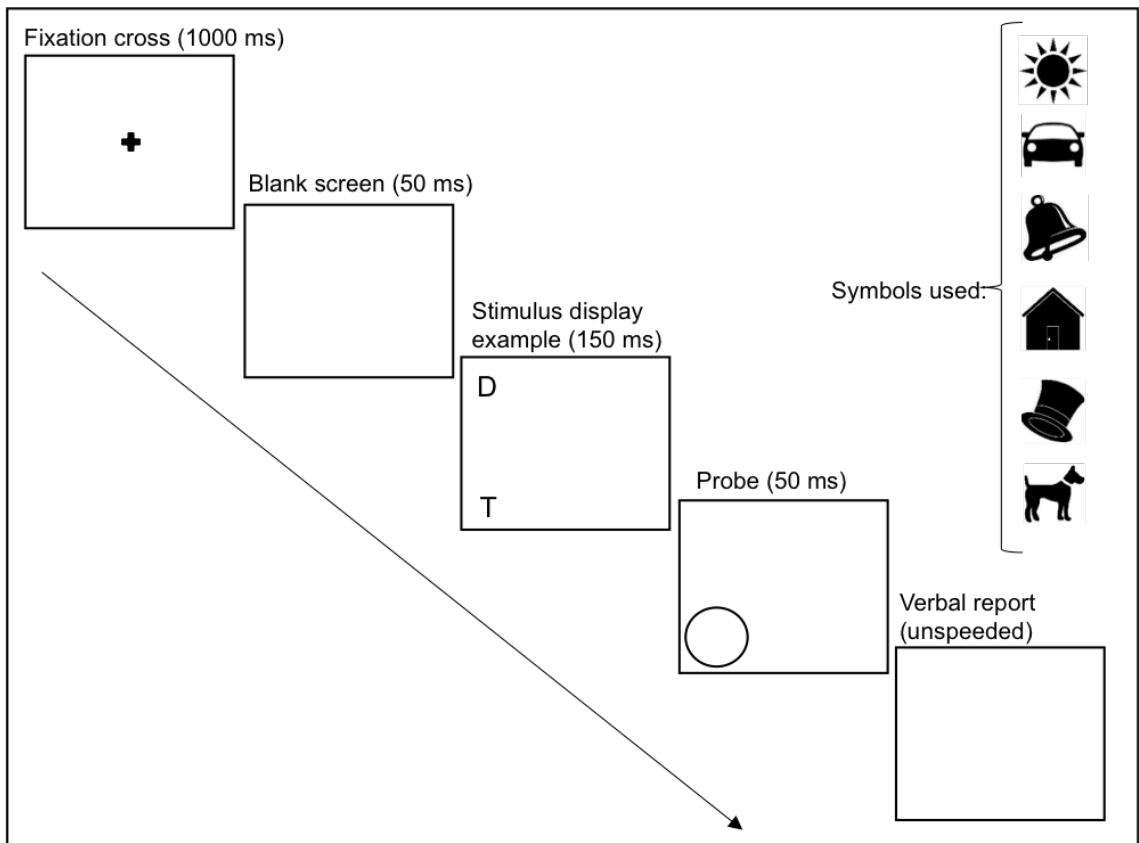 Fixation cross (1000 ms)
Blank screen (50 ms)
Stimulus display
example (150 ms)
D
T
Probe (50 ms)
Verbal report
(unspeeded)
Symbols used: